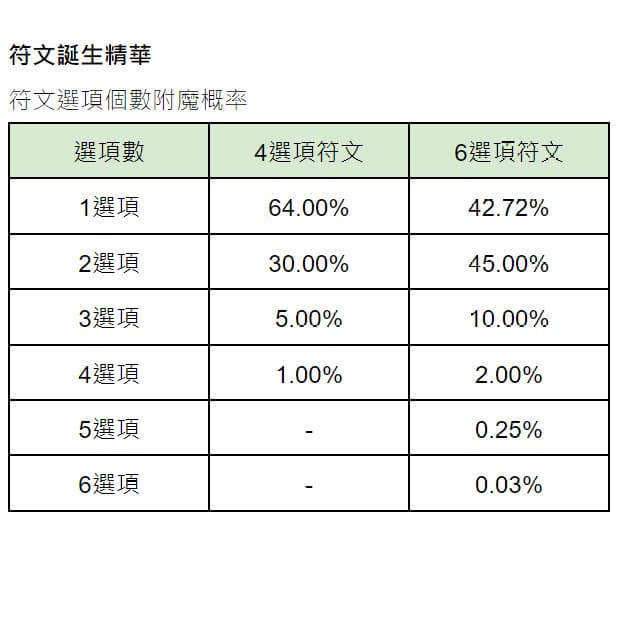 符文誕生精華
符文選項個數附魔概率
選項數 4選項符文 6選項符文
1選項 64.00% 42.72%
2選項 30.00% 45.00%
3選項 5.00% 10.00%
4選項 1.00% 2.00%
5選項 - 0.25%
6選項 - 0.03%